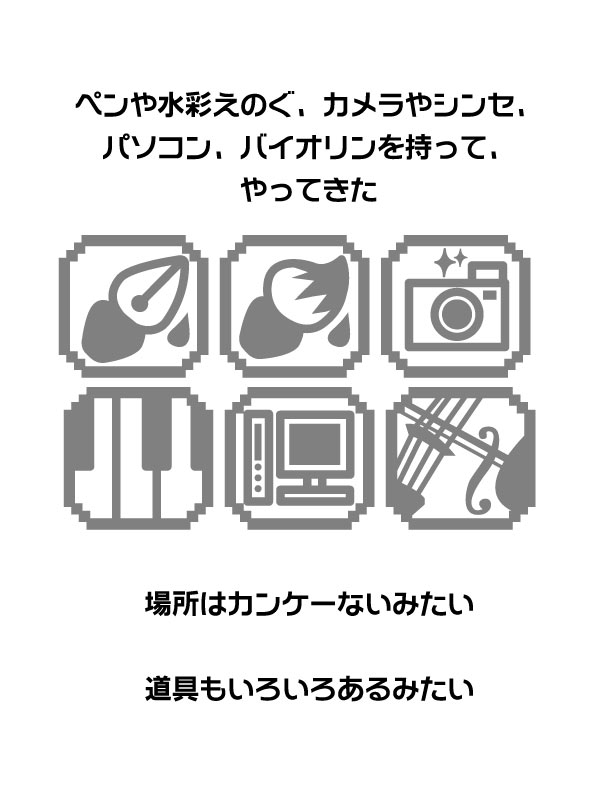 ペンや水彩えのぐ、カメラやシンセ、
パソコン、バイオリンを持って、
やってきた
場所はカンケーないみたい
道具もいろいろあるみたい